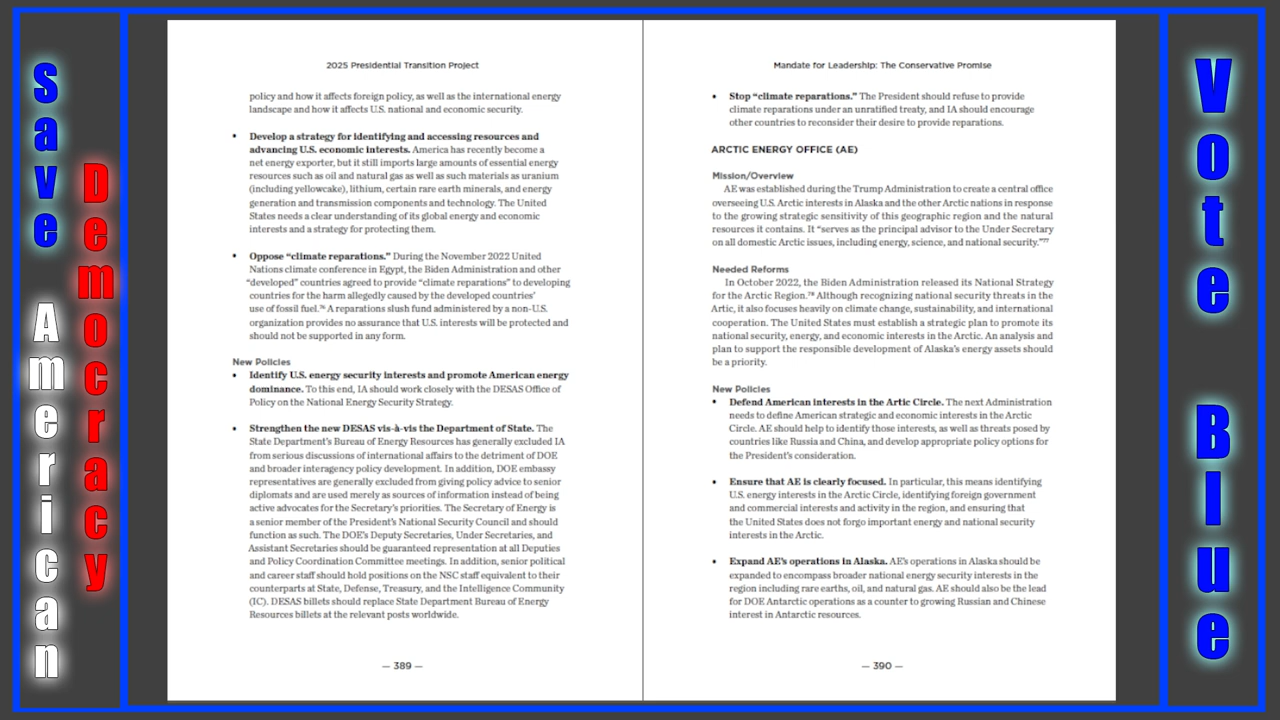 Save American
Democracy
2025 Presidential Transition Project
policy and how it affects foreign policy, as well as the international energy
landscape and how it affects U.S. national and economic security.
• Develop a strategy for identifying and accessing resources and
advancing U.S. economic interests. America has recently become a
net energy exporter, but it still imports large amounts of essential energy
resources such as oil and natural gas as well as such materials as uranium
(including yellowcake), lithium, certain rare earth minerals, and energy
generation and transmission components and technology. The United
States needs a clear understanding of its global energy and economic
interests and a strategy for protecting them.
• Oppose “climate reparations.” During the November 2022 United
Nations climate conference in Egypt, the Biden Administration and other
“developed” countries agreed to provide “climate reparations” to developing
countries for the harm allegedly caused by the developed countries’
use of fossil fuel.76 A reparations slush fund administered by a non-U.S.
organization provides no assurance that U.S. interests will be protected and
should not be supported in any form.
New Policies
• Identify U.S. energy security interests and promote American energy
dominance. To this end, IA should work closely with the DESAS Office of
Policy on the National Energy Security Strategy.
• Strengthen the new DESAS vis-à-vis the Department of State. The
State Department’s Bureau of Energy Resources has generally excluded IA
from serious discussions of international affairs to the detriment of DOE
and broader interagency policy development. In addition, DOE embassy
representatives are generally excluded from giving policy advice to senior
diplomats and are used merely as sources of information instead of being
active advocates for the Secretary’s priorities. The Secretary of Energy is
a senior member of the President’s National Security Council and should
function as such. The DOE’s Deputy Secretaries, Under Secretaries, and
Assistant Secretaries should be guaranteed representation at all Deputies
and Policy Coordination Committee meetings. In addition, senior political
and career staff should hold positions on the NSC staff equivalent to their
counterparts at State, Defense, Treasury, and the Intelligence Community
(IC). DESAS billets should replace State Department Bureau of Energy
Resources billets at the relevant posts worldwide.
— 389 —
Mandate for Leadership: The Conservative Promise
• Stop “climate reparations.” The President should refuse to provide
climate reparations under an unratified treaty, and IA should encourage
other countries to reconsider their desire to provide reparations.
ARCTIC ENERGY OFFICE (AE)
Mission/Overview
AE was established during the Trump Administration to create a central office
overseeing U.S. Arctic interests in Alaska and the other Arctic nations in response
to the growing strategic sensitivity of this geographic region and the natural
resources it contains. It “serves as the principal advisor to the Under Secretary
on all domestic Arctic issues, including energy, science, and national security.”77
Needed Reforms
In October 2022, the Biden Administration released its National Strategy
for the Arctic Region.78 Although recognizing national security threats in the
Artic, it also focuses heavily on climate change, sustainability, and international
cooperation. The United States must establish a strategic plan to promote its
national security, energy, and economic interests in the Arctic. An analysis and
plan to support the responsible development of Alaska’s energy assets should
be a priority.
New Policies
• Defend American interests in the Artic Circle. The next Administration
needs to define American strategic and economic interests in the Arctic
Circle. AE should help to identify those interests, as well as threats posed by
countries like Russia and China, and develop appropriate policy options for
the President’s consideration.
• Ensure that AE is clearly focused. In particular, this means identifying
U.S. energy interests in the Arctic Circle, identifying foreign government
and commercial interests and activity in the region, and ensuring that
the United States does not forgo important energy and national security
interests in the Arctic.
• Expand AE’s operations in Alaska. AE’s operations in Alaska should be
expanded to encompass broader national energy security interests in the
region including rare earths, oil, and natural gas. AE should also be the lead
for DOE Antarctic operations as a counter to growing Russian and Chinese
interest in Antarctic resources.
— 390 —
Vote Blue